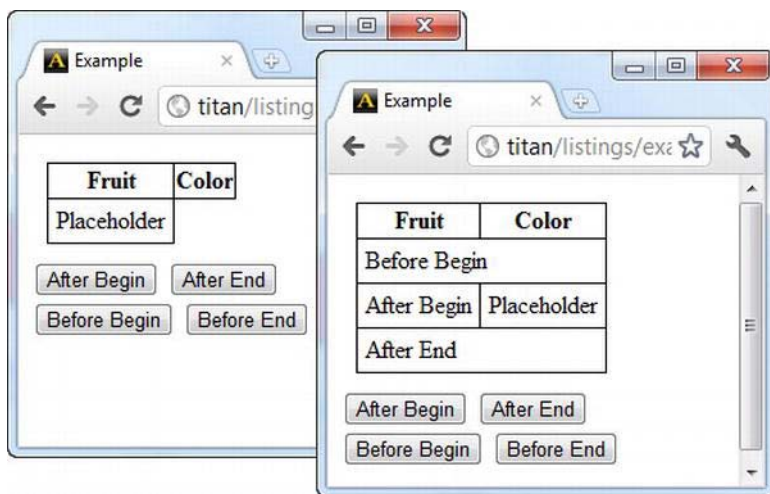 Example
titan/listing
Fruit Color
Placeholder
After Begin After End
Before Begin Before End
Example
titan/listings/exa
Fruit Color
Before Begin
After Begin Placeholder
After End
After Begin After End
Before Begin Before End